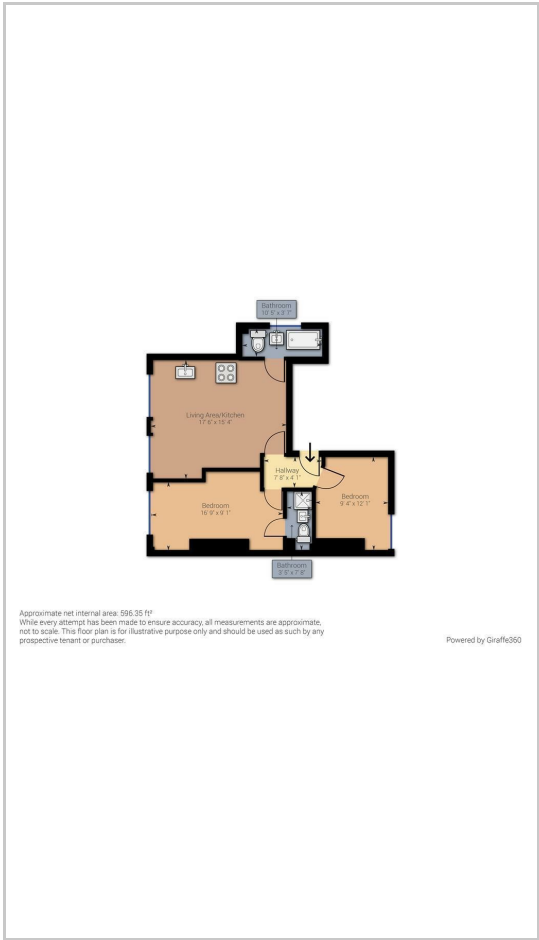 Bathroom
10' 5" x 3' 7"
Living Area/Kitchen
17' 6" x 15' 4"
Hallway
7' 8" x 4' 1"
Bedroom
9' 4" x 12' 1"
Bedroom
16' 9" x 9' 1"
Bathroom
3' 5" x 7' 8"
Approximate net internal area: 596.35 ft²
While every attempt has been made to ensure accuracy, all measurements are approximate,
not to scale. This floor plan is for illustrative purpose only and should be used as such by any
prospective tenant or purchaser.
Powered by Giraffe360